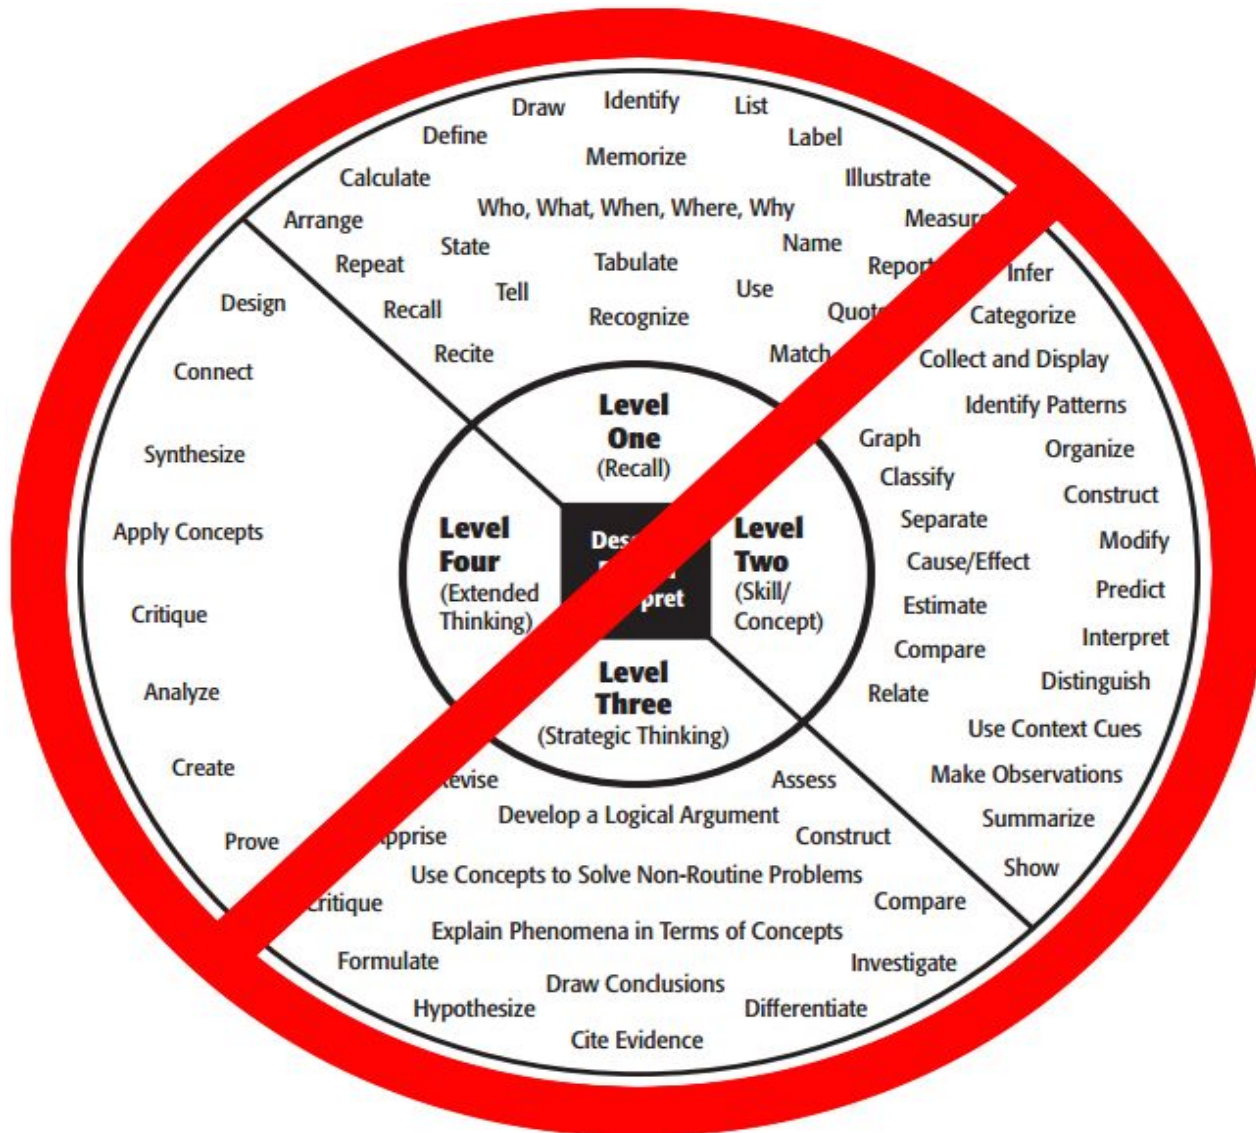 Draw Identify List
Define Label
Memorize
Calculate Illustrate
Who, What, When, Where, Why
Arrange Measure
State Name
Repeat Tabulate Report
Tell Use
Recall Recognize Quote
Recite Match
Level
One
(Recall)
Infer
Categorize
Collect and Display
Identify Patterns
Graph Organize
Classify
Construct
Separate
Modify
Cause/Effect
Predict
Estimate
Interpret
Compare
Distinguish
Relate
Use Context Cues
Make Observations
Summarize
Show
Level
Two
(Skill/
Concept)
Level
Three
(Strategic Thinking)
Assess
Develop a Logical Argument
Construct
Use Concepts to Solve Non-Routine Problems
Critique Compare
Explain Phenomena in Terms of Concepts
Formulate Investigate
Draw Conclusions
Hypothesize Differentiate
Cite Evidence
Level
Four
(Extended
Thinking)
Design
Connect
Synthesize
Apply Concepts
Critique
Analyze
Create
Prove